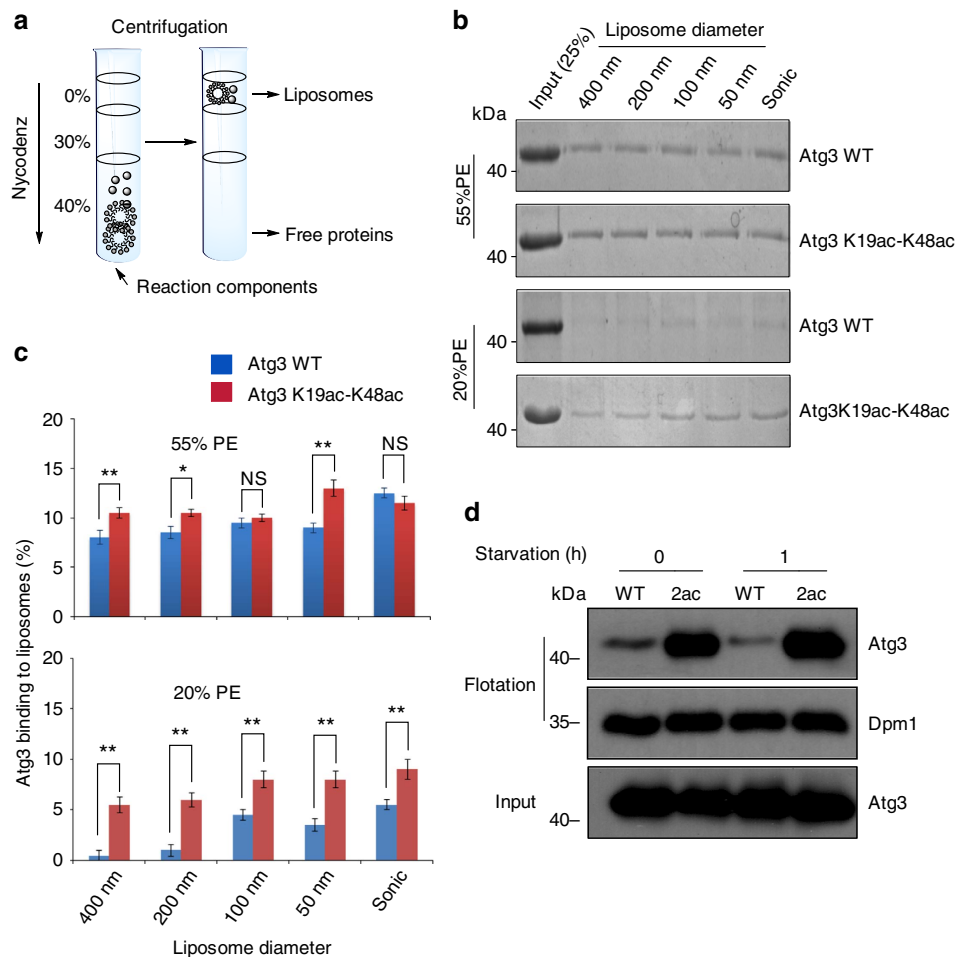 a
Centrifugation
Nycodenz
0%
30%
40%
Liposomes
Free proteins
Reaction components
b
Liposome diameter
Input (25%) 400 nm 200 nm 100 nm 50 nm Sonic
kDa
55%PE
40
Atg3 WT
40
Atg3 K19ac-K48ac
20%PE
40
Atg3 WT
40
Atg3K19ac-K48ac
c
Atg3 WT
Atg3 K19ac-K48ac
Atg3 binding to liposomes (%)
20
15
10
5
0
55% PE
** * NS ** NS
20
15
10
5
0
20% PE
** ** ** ** **
400 nm 200 nm 100 nm 50 nm Sonic
Liposome diameter
d
Starvation (h) 0 1
kDa WT 2ac WT 2ac
Flotation
40
Atg3
35
Dpm1
Input
40
Atg3